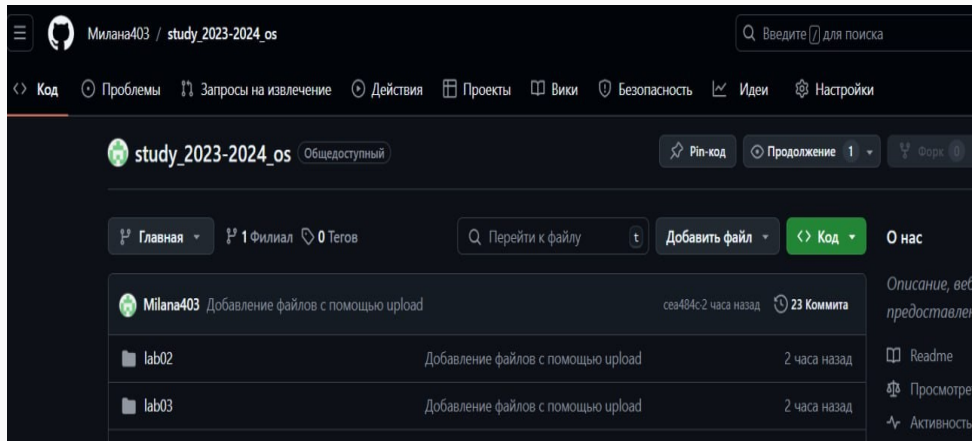 Милана403 / study_2023-2024_os
Введите / для поиска
Код Проблемы Запросы на извлечение Действия Проекты Вики Безопасность Идеи Настройки
study_2023-2024_os Общедоступный
Pin-код Продолжение 1 Форк 0
Главная 1 Филиал 0 Тегов
Перейти к файлу t Добавить файл Код О нас
Milana403 Добавление файлов с помощью upload cea484c·2 часа назад 23 Коммита
Описание, веб
предоставлен
lab02 Добавление файлов с помощью upload 2 часа назад
Readme
lab03 Добавление файлов с помощью upload 2 часа назад
Просмотре
Активность